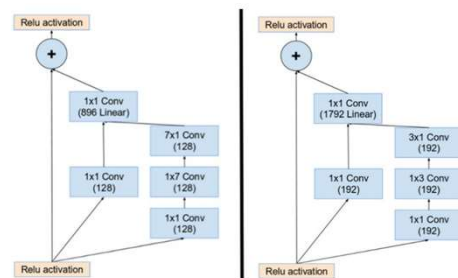 Relu activation
+
1x1 Conv
(896 Linear)
7x1 Conv
(128)
1x1 Conv
(128)
1x7 Conv
(128)
1x1 Conv
(128)
Relu activation
Relu activation
+
1x1 Conv
(1792 Linear)
3x1 Conv
(192)
1x1 Conv
(192)
1x3 Conv
(192)
1x1 Conv
(192)
Relu activation